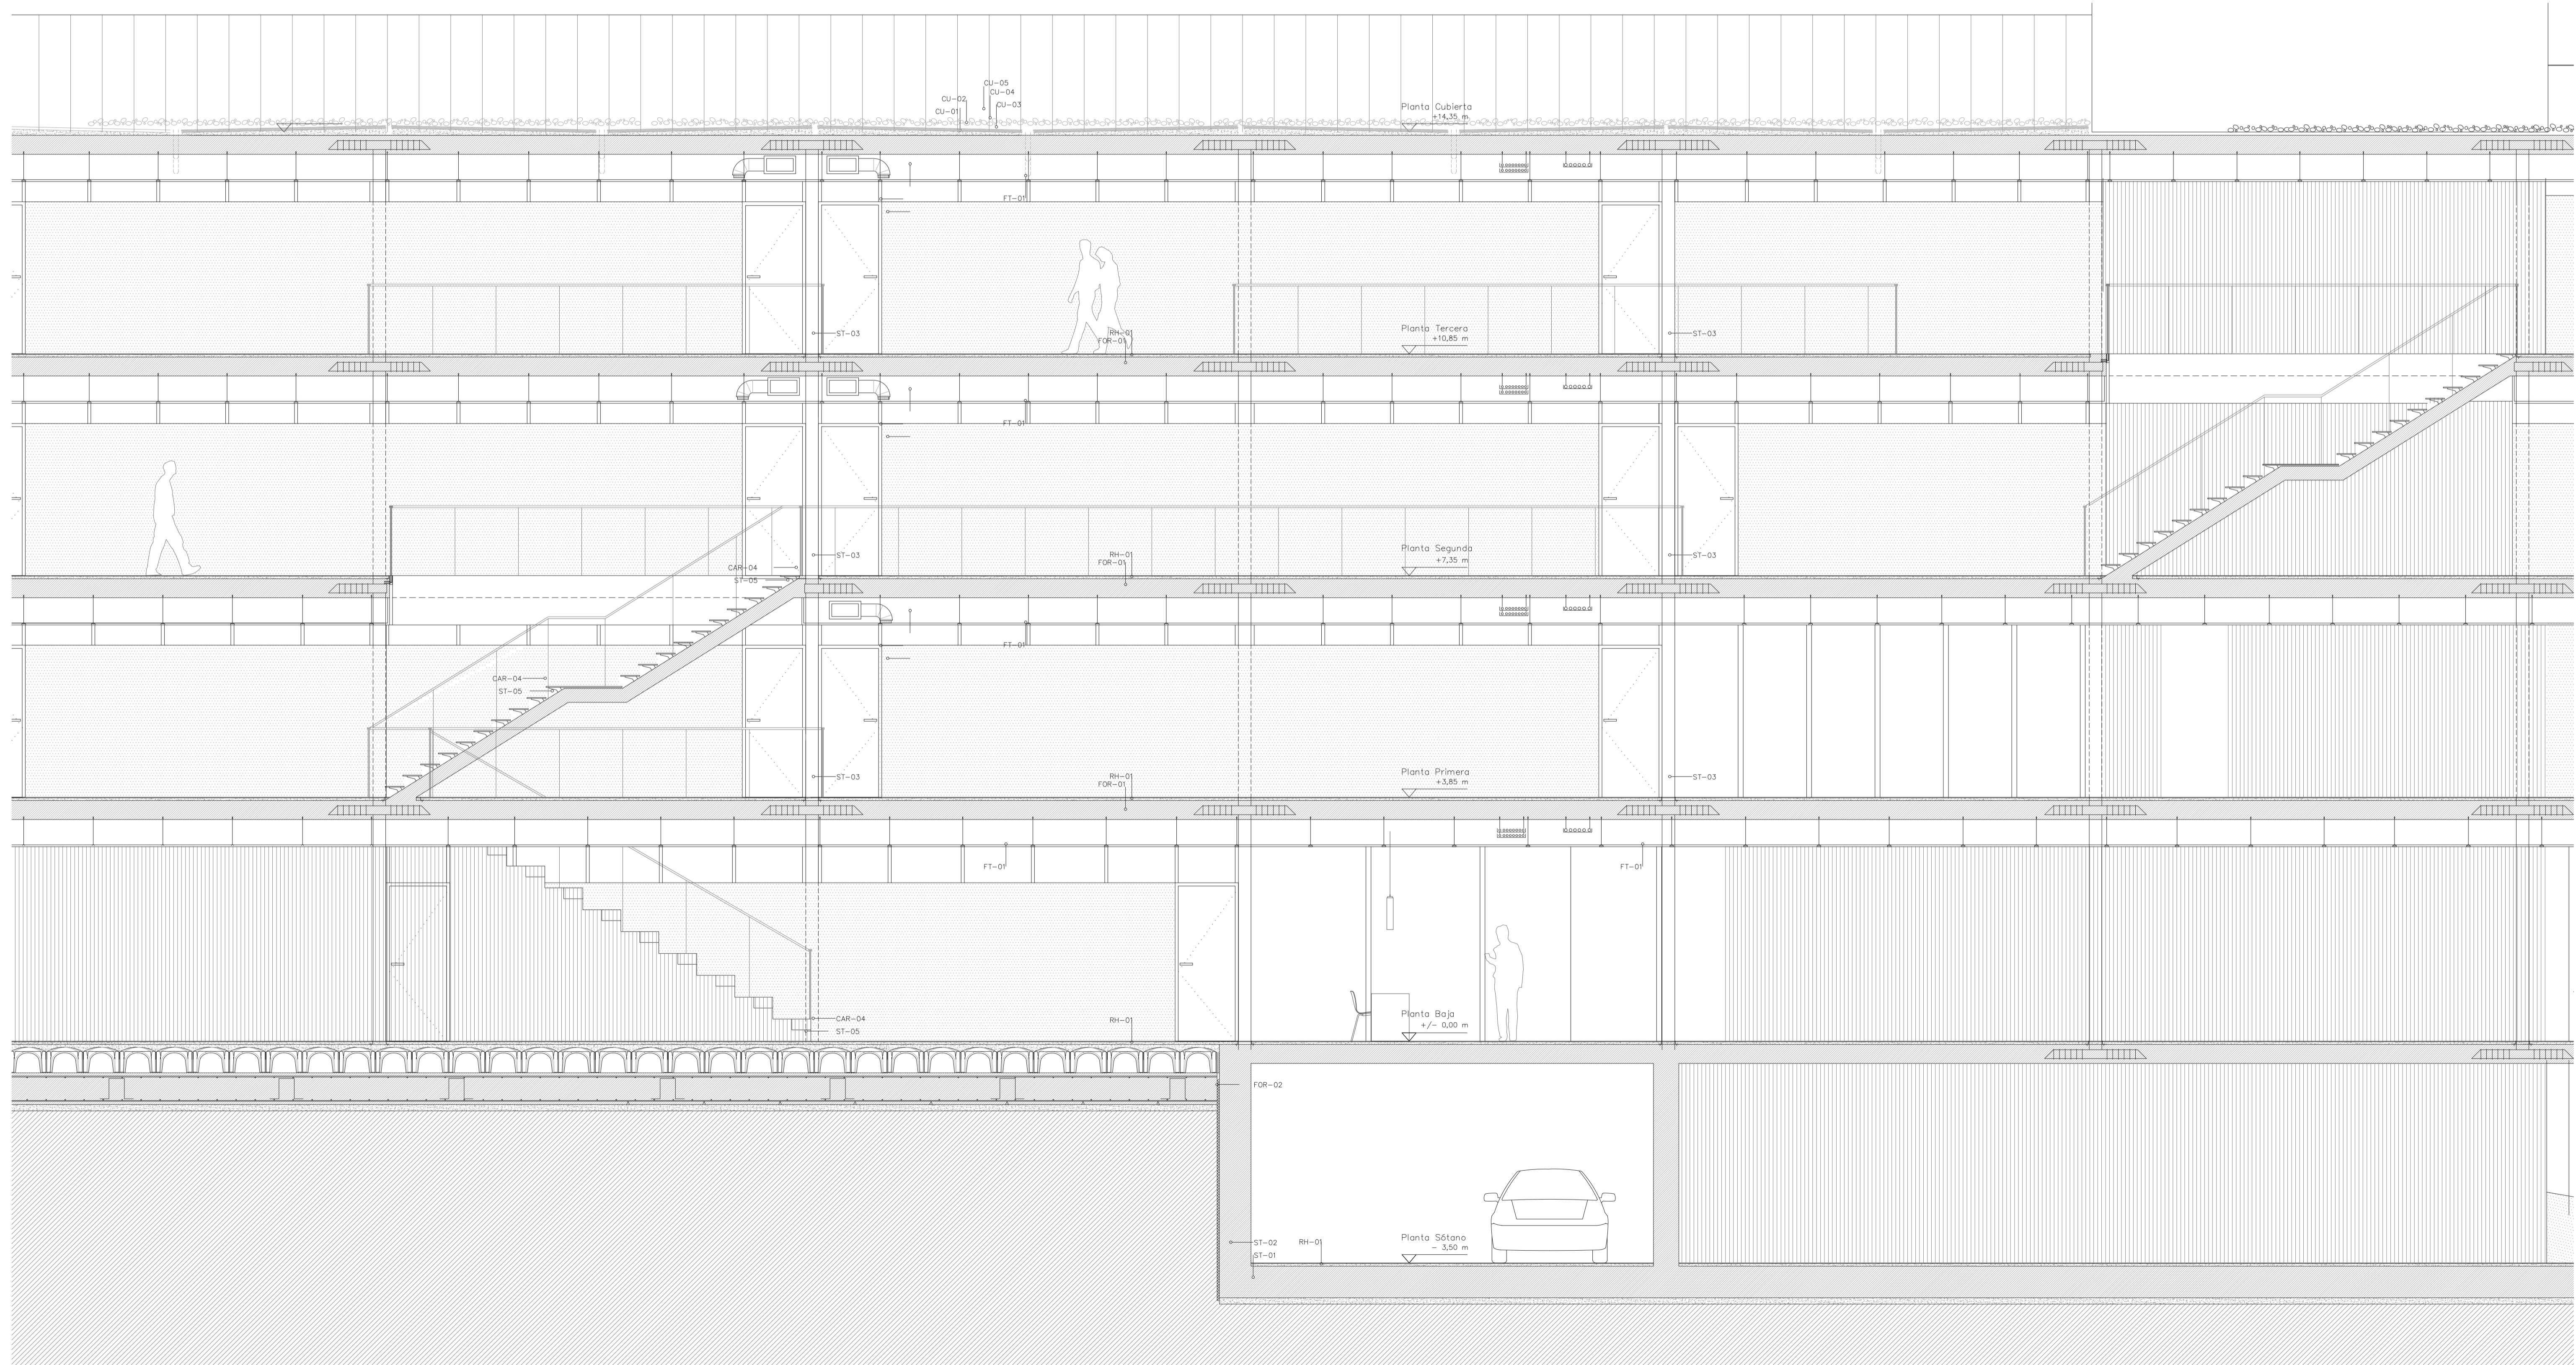 CU-05
CU-04
CU-02
CU-03
CU-01
Planta Cubierta
+14,35 m
FT-01
Planta Tercera
+10,85 m
ST-03
RH-01
FOR-01
ST-03
FT-01
Planta Segunda
+7,35 m
ST-03
RH-01
FOR-01
ST-03
CAR-04
ST-05
FT-01
CAR-04
ST-05
Planta Primera
+3,85 m
ST-03
RH-01
FOR-01
ST-03
FT-01
FT-01
Planta Baja
+/- 0,00 m
CAR-04
RH-01
ST-05
FOR-02
Planta Sótano
- 3,50 m
ST-02
RH-01
ST-01